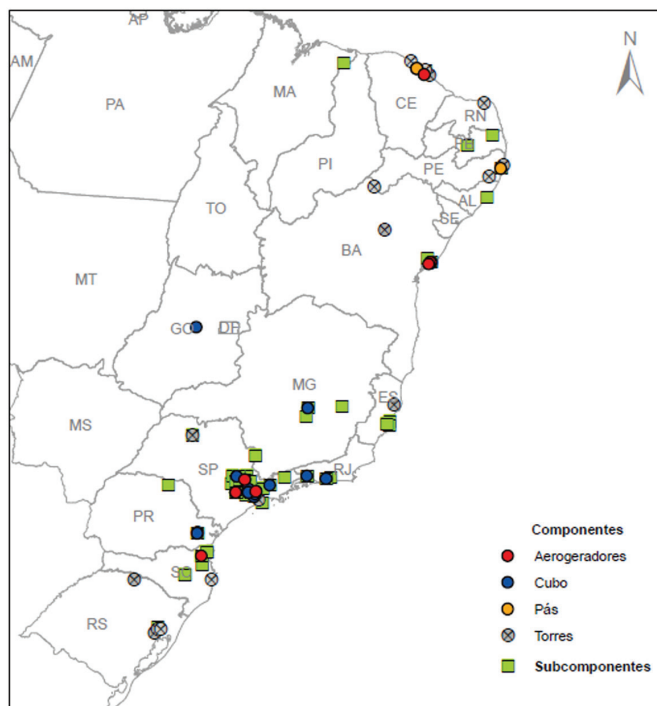 AP
AM
N
PA
MA
CE
RN
PI
PE
TO
AL
SE
BA
MT
GO
DF
MG
MS
ES
SP
RJ
PR
Componentes
Aerogeradores
SC
Cubo
Pás
RS
Torres
Subcomponentes